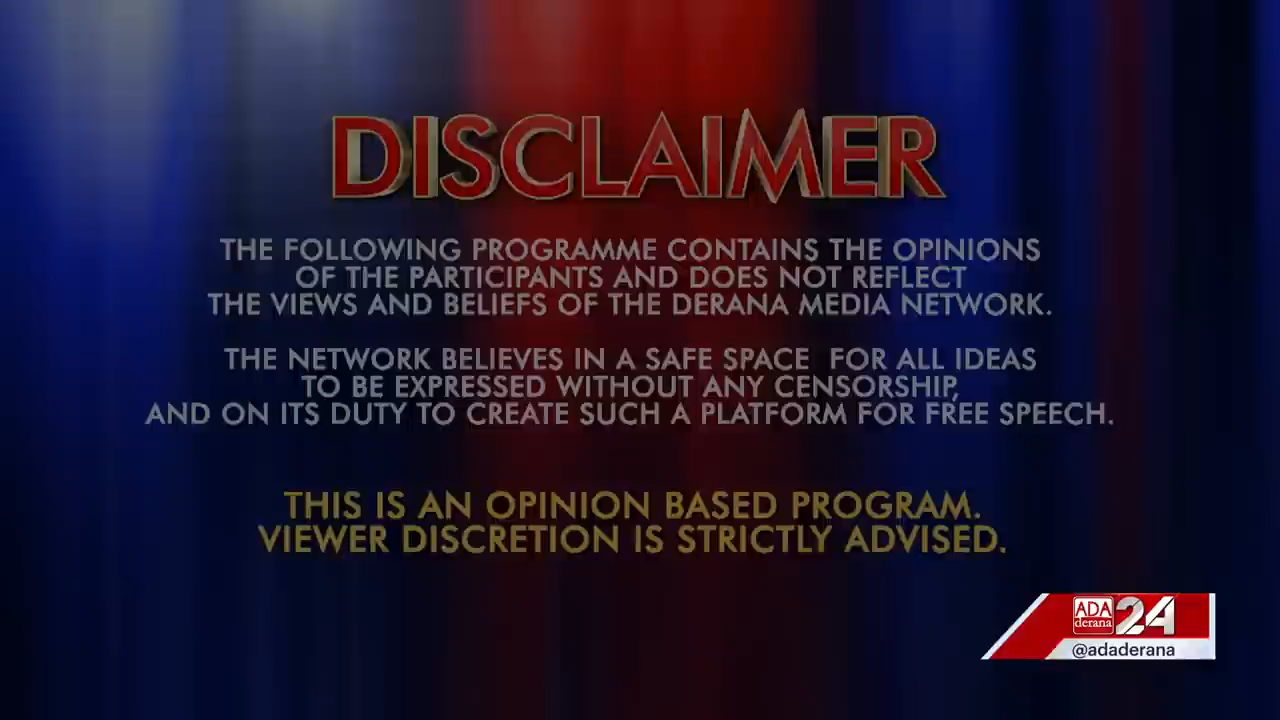 DISCLAIMER
THE FOLLOWING PROGRAMME CONTAINS THE OPINIONS
OF THE PARTICIPANTS AND DOES NOT REFLECT
THE VIEWS AND BELIEFS OF THE DERANA MEDIA NETWORK.
THE NETWORK BELIEVES IN A SAFE SPACE FOR ALL IDEAS
TO BE EXPRESSED WITHOUT ANY CENSORSHIP,
AND ON ITS DUTY TO CREATE SUCH A PLATFORM FOR FREE SPEECH.
THIS IS AN OPINION BASED PROGRAM.
VIEWER DISCRETION IS STRICTLY ADVISED.
ADA derana 24
@adaderana